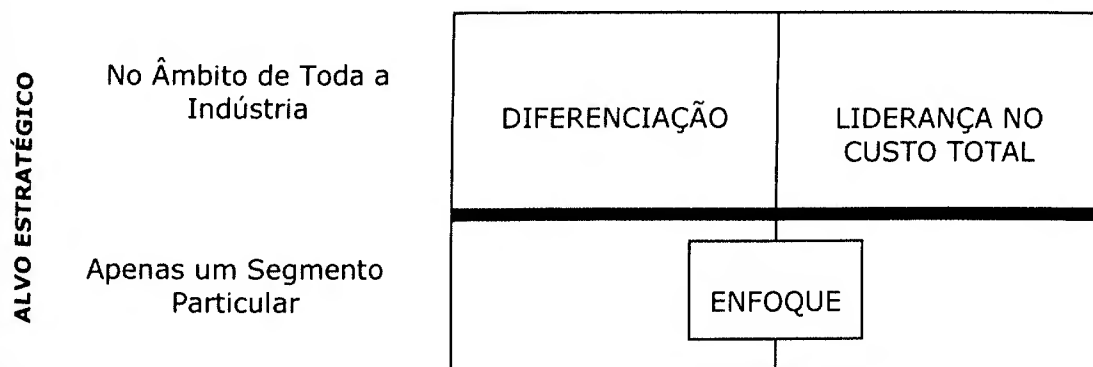 ALVO ESTRATÉGICO
No Âmbito de Toda a
Indústria
DIFERENCIAÇÃO
LIDERANÇA NO
CUSTO TOTAL
Apenas um Segmento
Particular
ENFOQUE